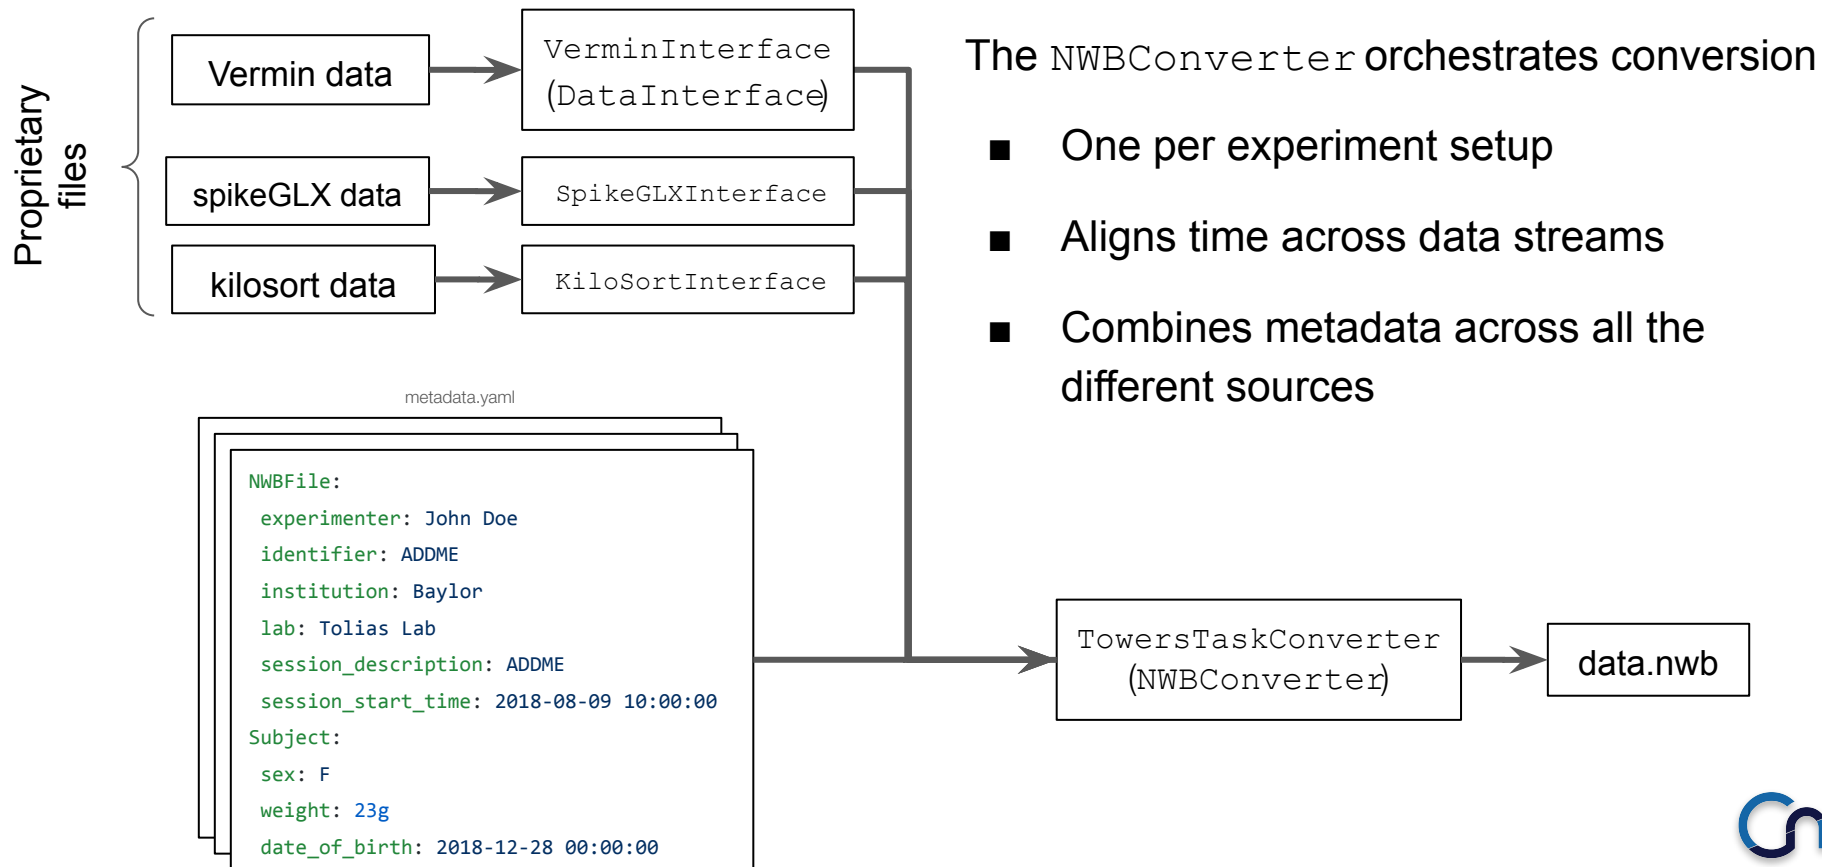 Proprietary
files
Vermin data
VerminInterface
(DataInterface)
spikeGLX data
SpikeGLXInterface
kilosort data
KiloSortInterface
The NWBConverter orchestrates conversion
■ One per experiment setup
■ Aligns time across data streams
■ Combines metadata across all the
different sources
metadata.yaml
NWBFile:
experimenter: John Doe
identifier: ADDME
institution: Baylor
lab: Tolias Lab
session_description: ADDME
session_start_time: 2018-08-09 10:00:00
Subject:
sex: F
weight: 23g
date_of_birth: 2018-12-28 00:00:00
TowersTaskConverter
(NWBConverter)
data.nwb